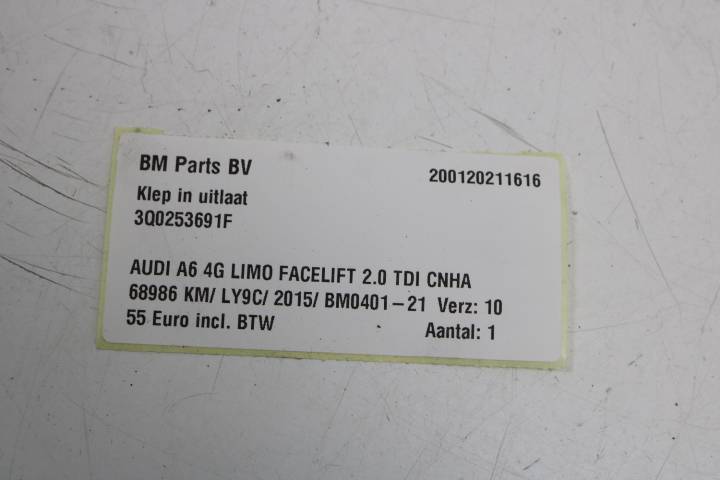 BM Parts BV 200120211616
Klep in uitlaat
3Q0253691F
AUDI A6 4G LIMO FACELIFT 2.0 TDI CNHA
68986 KM/ LY9C/ 2015/ BM0401-21 Verz: 10
55 Euro incl. BTW Aantal: 1